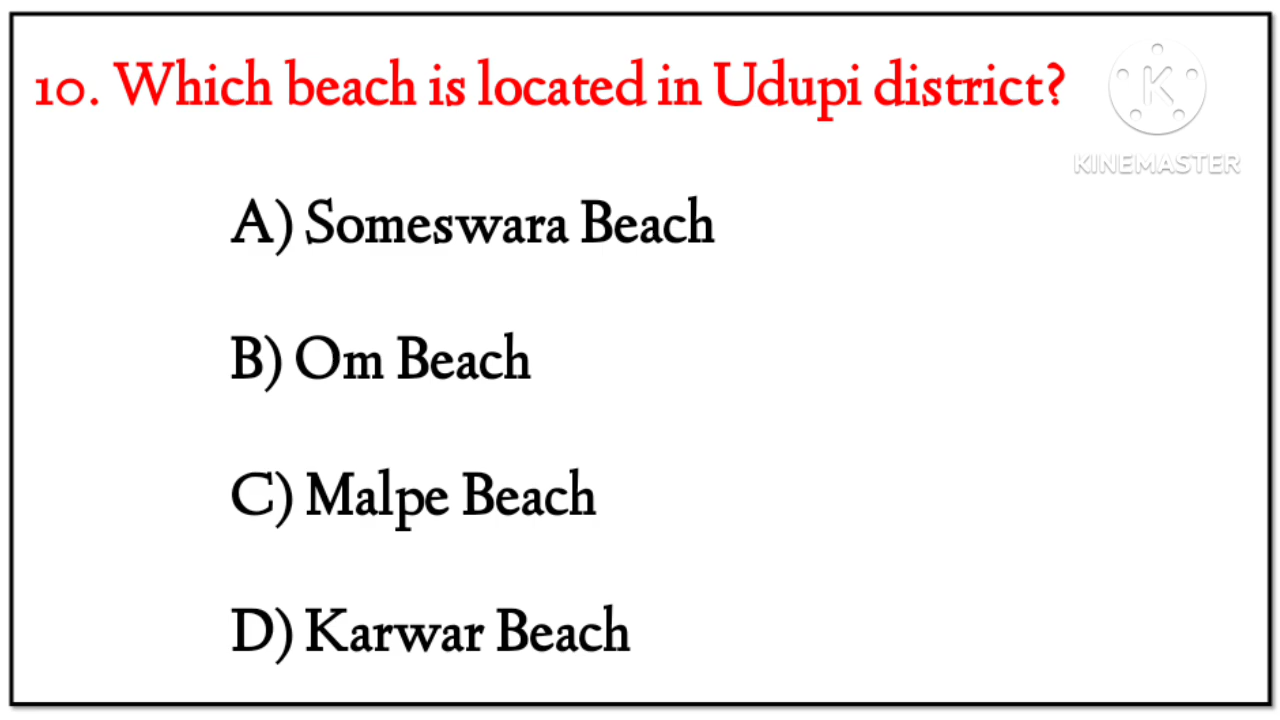 10. Which beach is located in Udupi district?
KINEMASTER
A) Someswara Beach
B) Om Beach
C) Malpe Beach
D) Karwar Beach